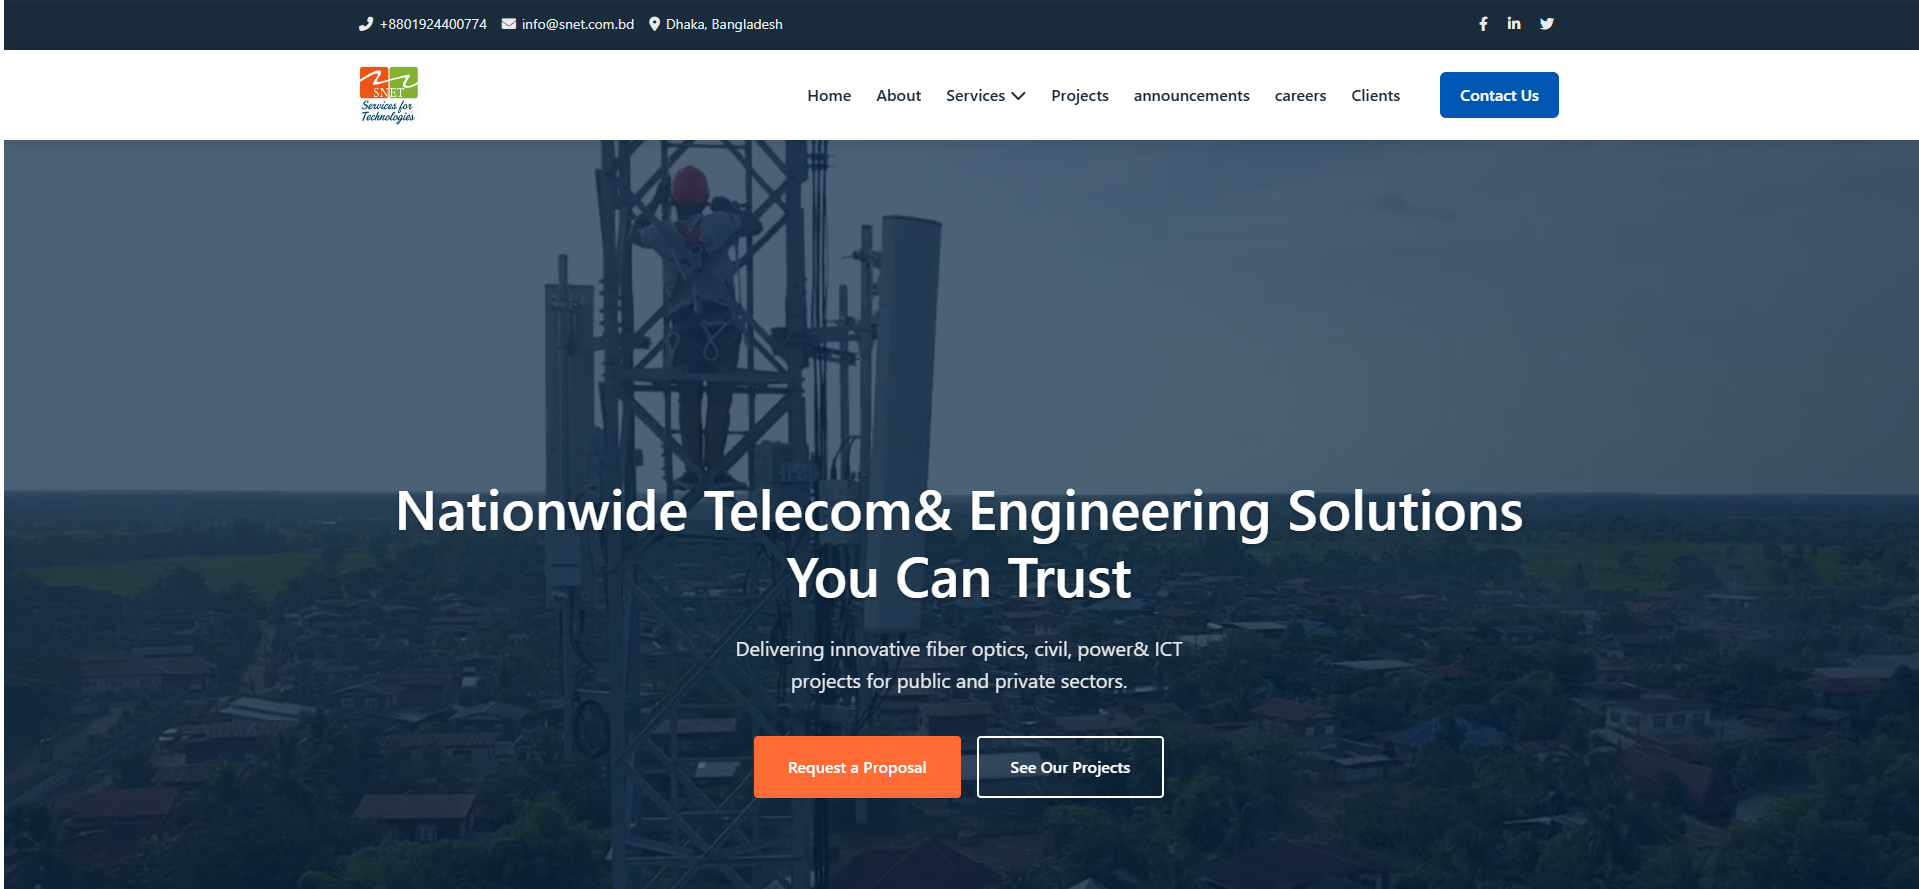 +8801924400774 info@snet.com.bd Dhaka, Bangladesh
SNET
Services for
Technologies
Home About Services Projects announcements careers Clients Contact Us
Nationwide Telecom& Engineering Solutions
You Can Trust
Delivering innovative fiber optics, civil, power& ICT
projects for public and private sectors.
Request a Proposal See Our Projects